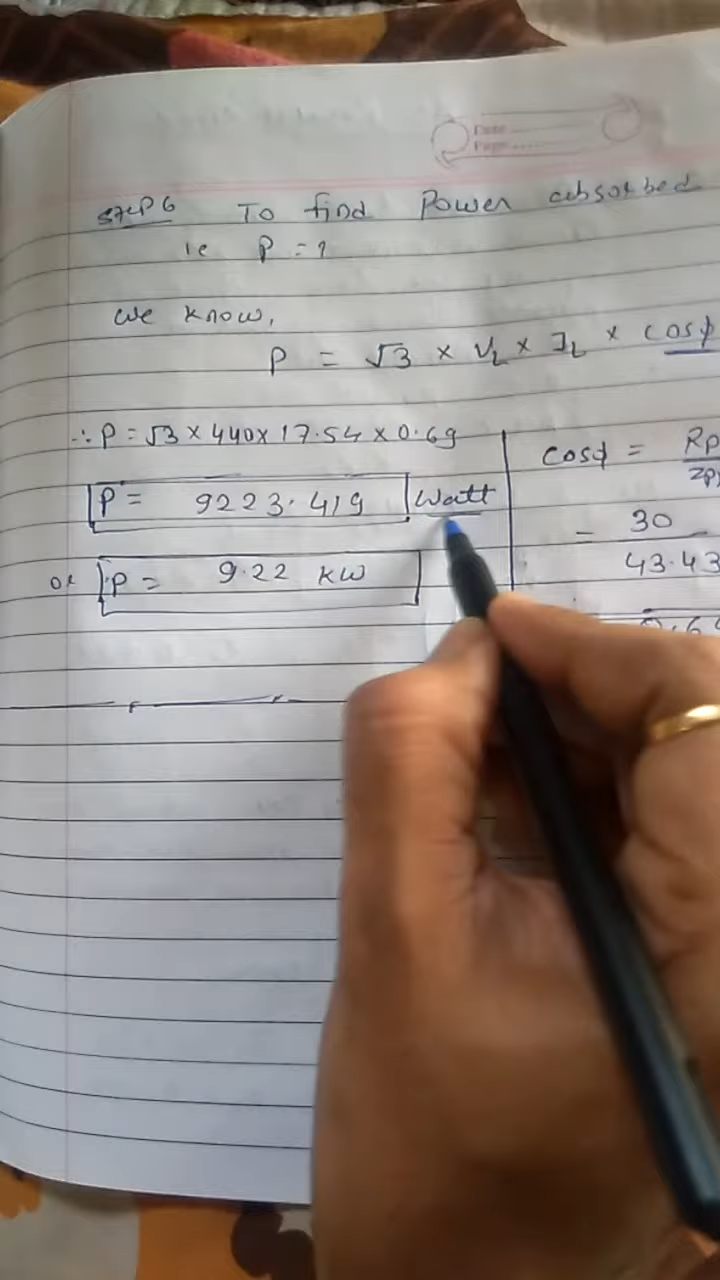 Date
Page
STEP 6 To find Power absorbed
ie P = ?
We know,
P = √3 × VL × IL × cosϕ
∴ P = √3 × 440 × 17.54 × 0.69
P = 9223.419 Watt
or P = 9.22 KW
cosϕ = Rp
Zp
= 30
43.43